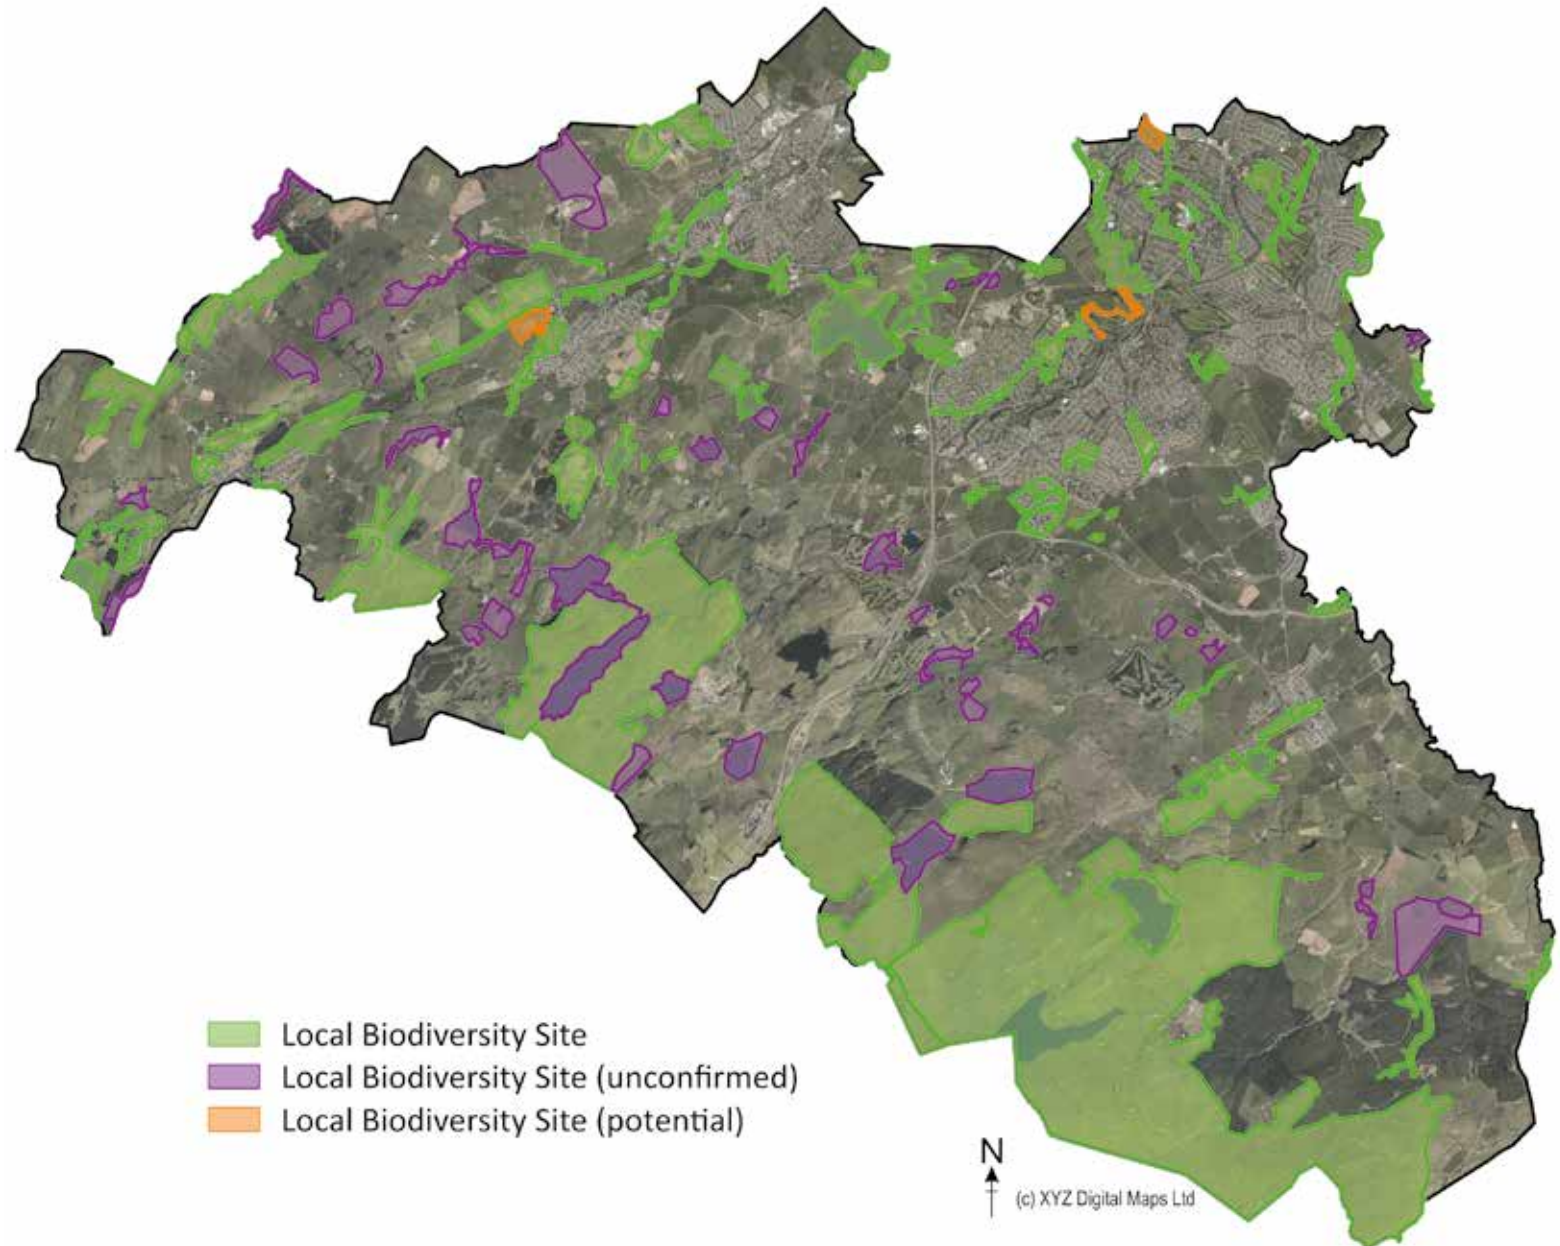 Local Biodiversity Site
Local Biodiversity Site (unconfirmed)
Local Biodiversity Site (potential)
N
(c) XYZ Digital Maps Ltd